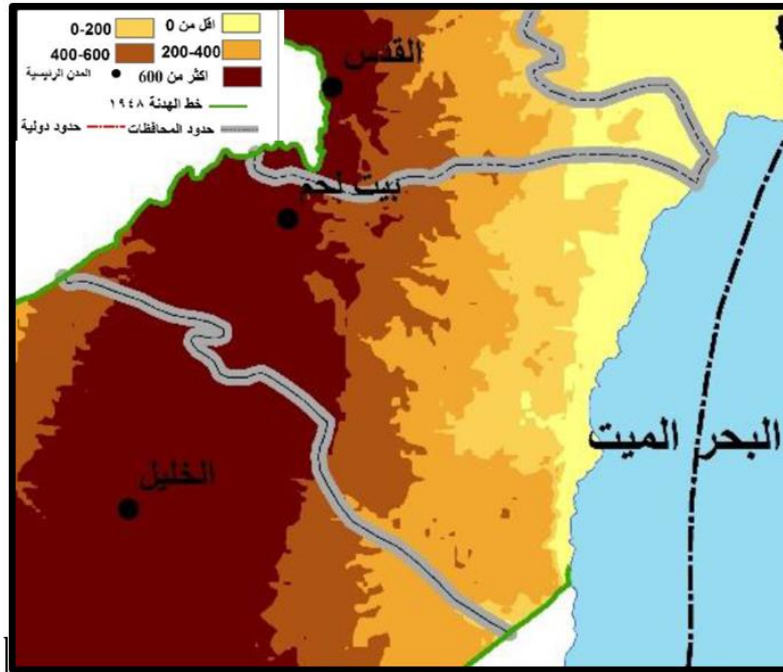 اقل من 0
0-200
200-400
400-600
اكثر من 600
المدن الرئيسية
خط الهدنة ١٩٤٨
حدود المحافظات
حدود دولية
القدس
بيت لحم
البحر الميت
الخليل